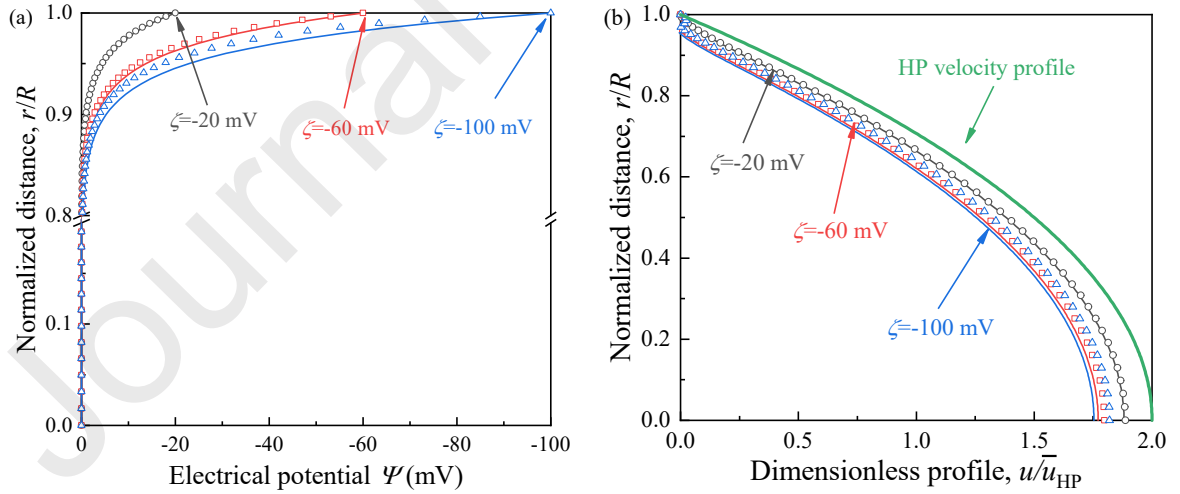 (a)
1.0
0.9
0.8
0.1
0.0
Normalized distance, r/R
ζ=-20 mV
ζ=-60 mV
ζ=-100 mV
0
-20
-40
-60
-80
-100
Electrical potential Ψ (mV)
(b)
1.0
0.8
0.6
0.4
0.2
0.0
Normalized distance, r/R
HP velocity profile
ζ=-20 mV
ζ=-60 mV
ζ=-100 mV
0.0
0.5
1.0
1.5
2.0
Dimensionless profile, u/u̅HP
Journal